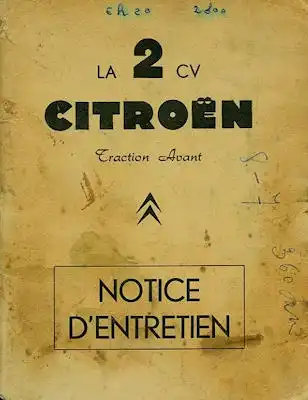 LA 2 CV
CITROËN
Traction Avant
NOTICE
D'ENTRETIEN